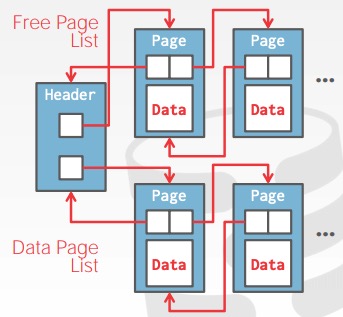 Free Page
List
Page
Page
Data
Data
...
Header
Page
Page
Data
Data
...
Data Page
List